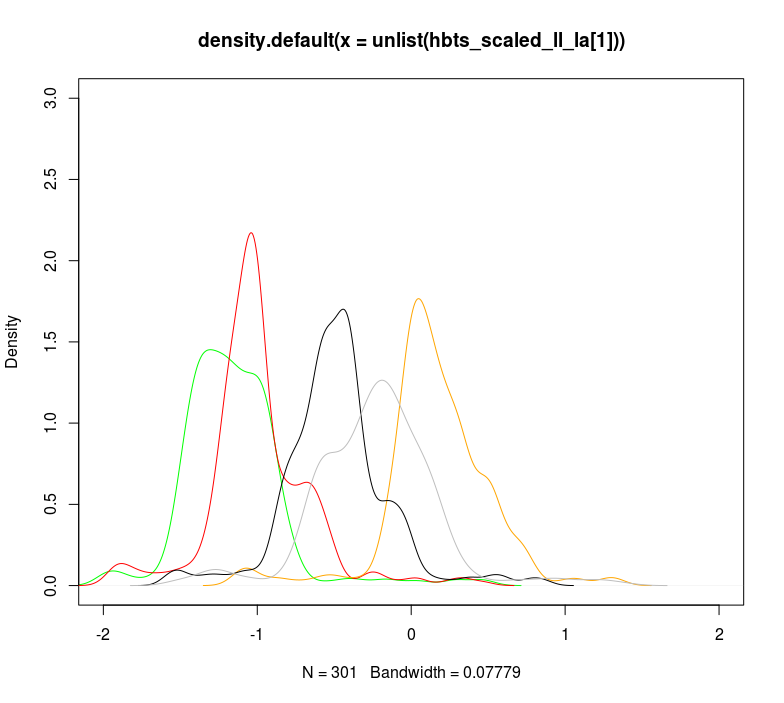 density.default(x = unlist(hbts_scaled_ll_la[1]))
Density
3.0
2.5
2.0
1.5
1.0
0.5
0.0
-2 -1 0 1 2
N = 301 Bandwidth = 0.07779